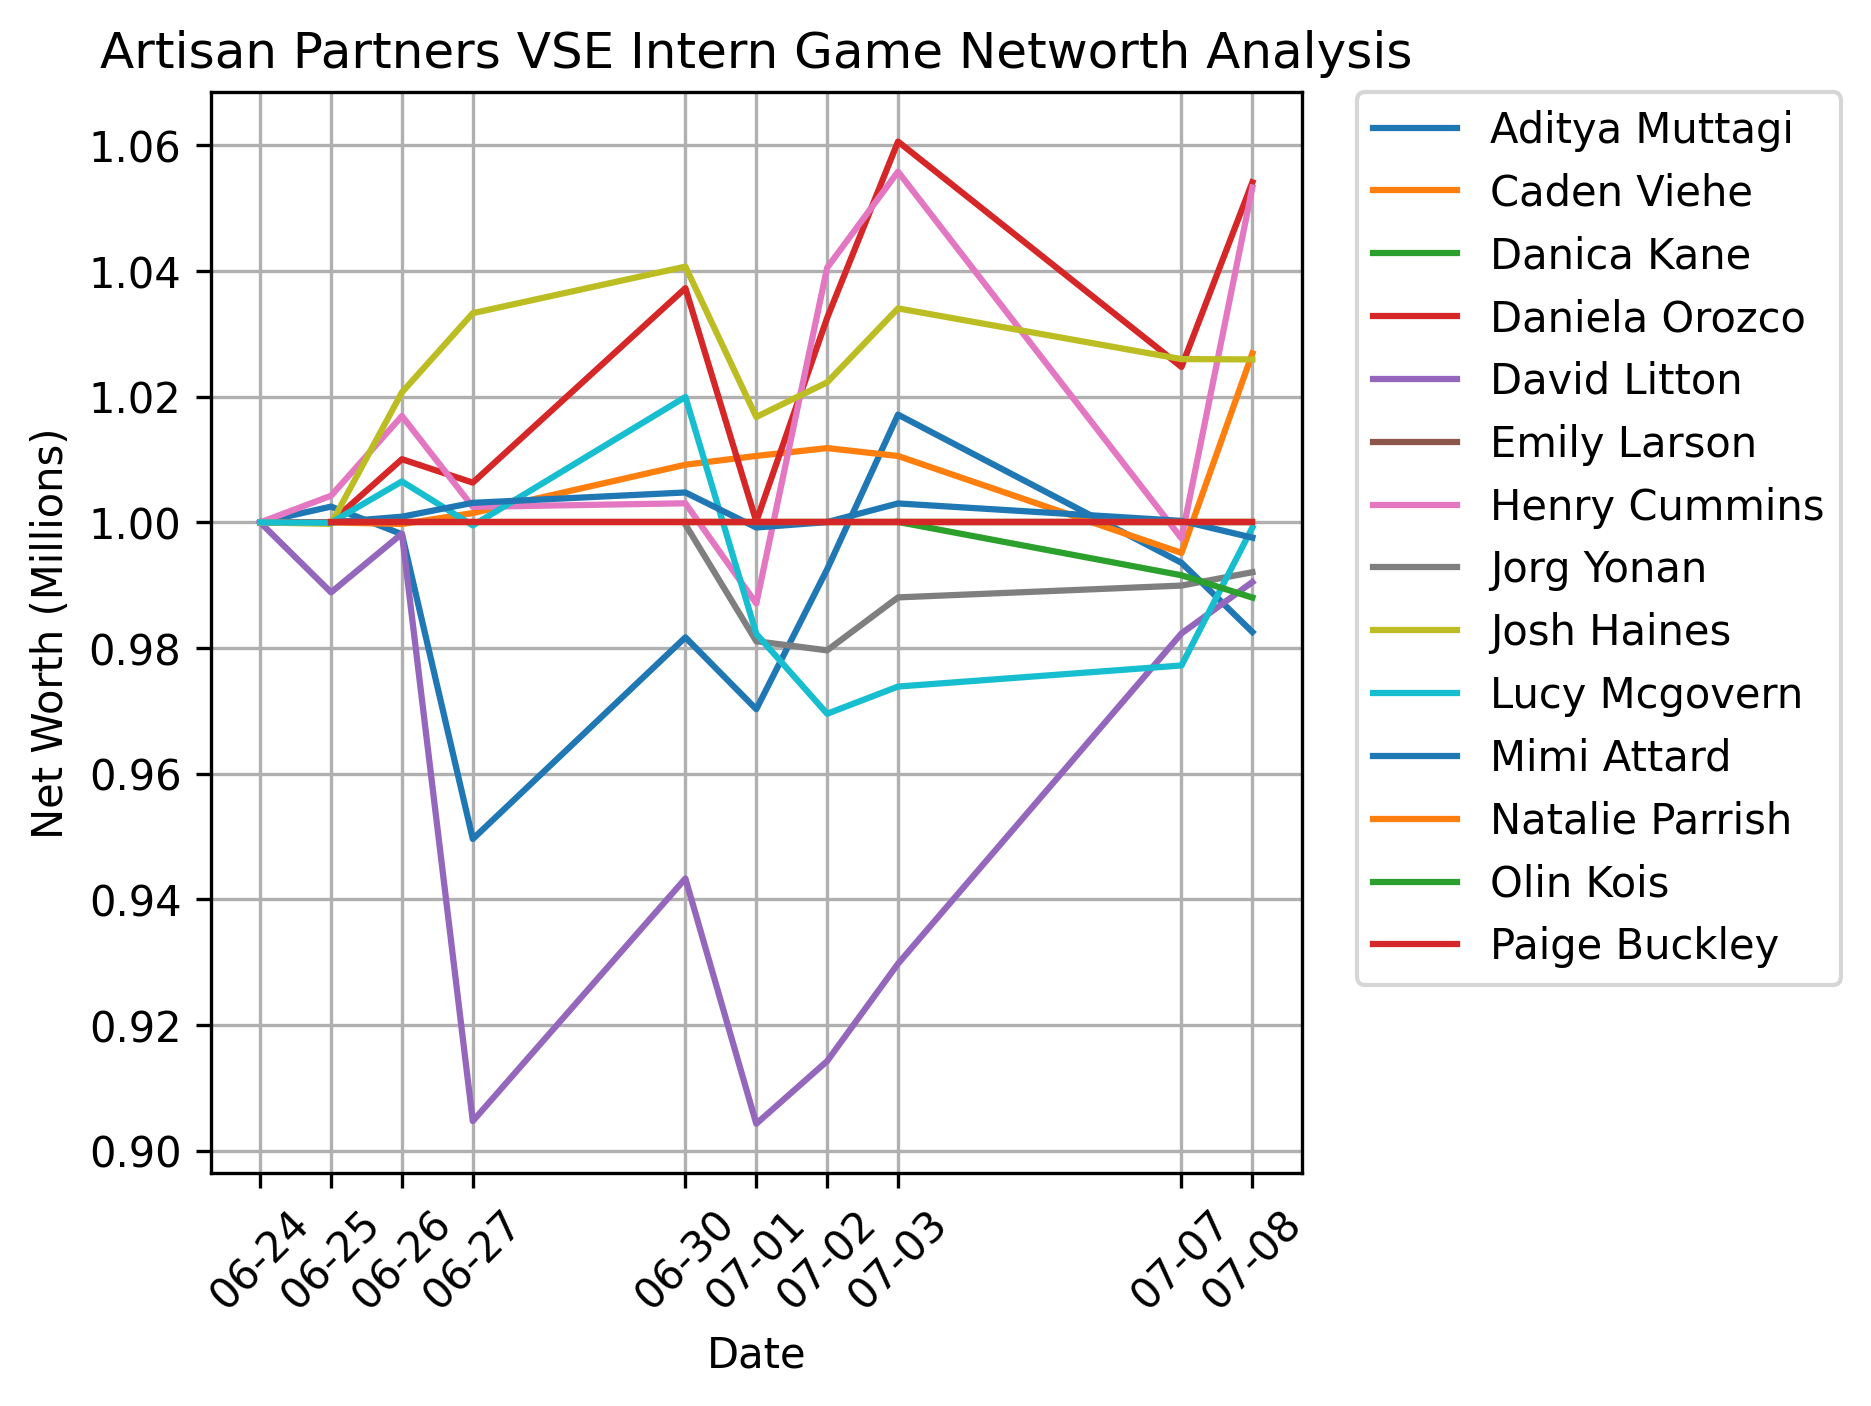 Artisan Partners VSE Intern Game Networth Analysis
Net Worth (Millions)
1.06
1.04
1.02
1.00
0.98
0.96
0.94
0.92
0.90
06-24
06-25
06-26
06-27
06-30
07-01
07-02
07-03
07-07
07-08
Date
Aditya Muttagi
Caden Viehe
Danica Kane
Daniela Orozco
David Litton
Emily Larson
Henry Cummins
Jorg Yonan
Josh Haines
Lucy Mcgovern
Mimi Attard
Natalie Parrish
Olin Kois
Paige Buckley